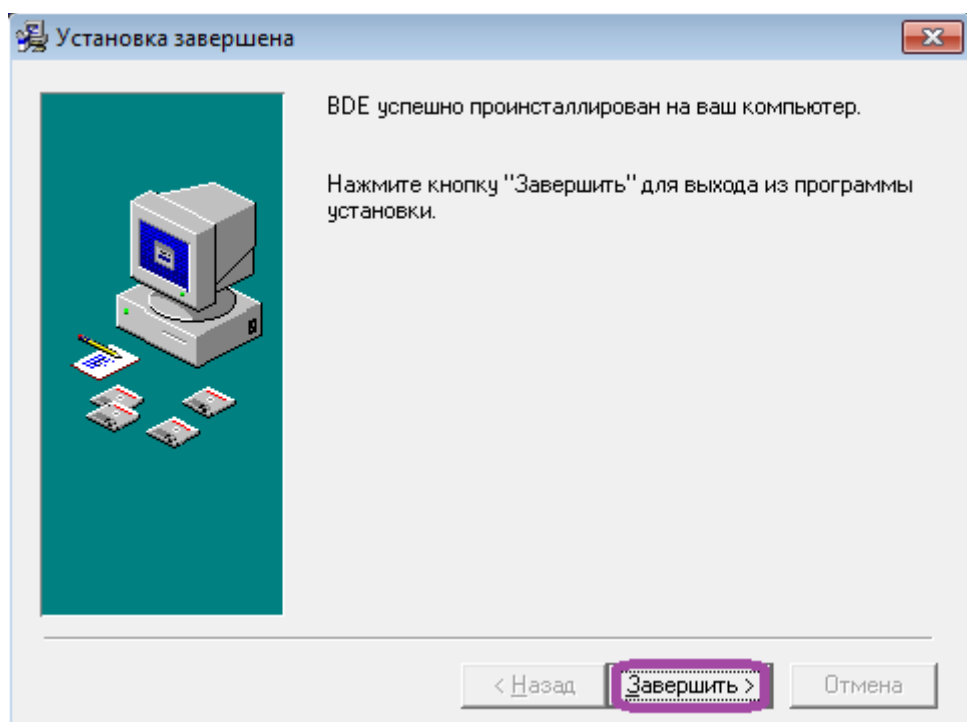 Установка завершена
BDE успешно проинсталлирован на ваш компьютер.
Нажмите кнопку "Завершить" для выхода из программы
установки.
< Назад
Завершить >
Отмена